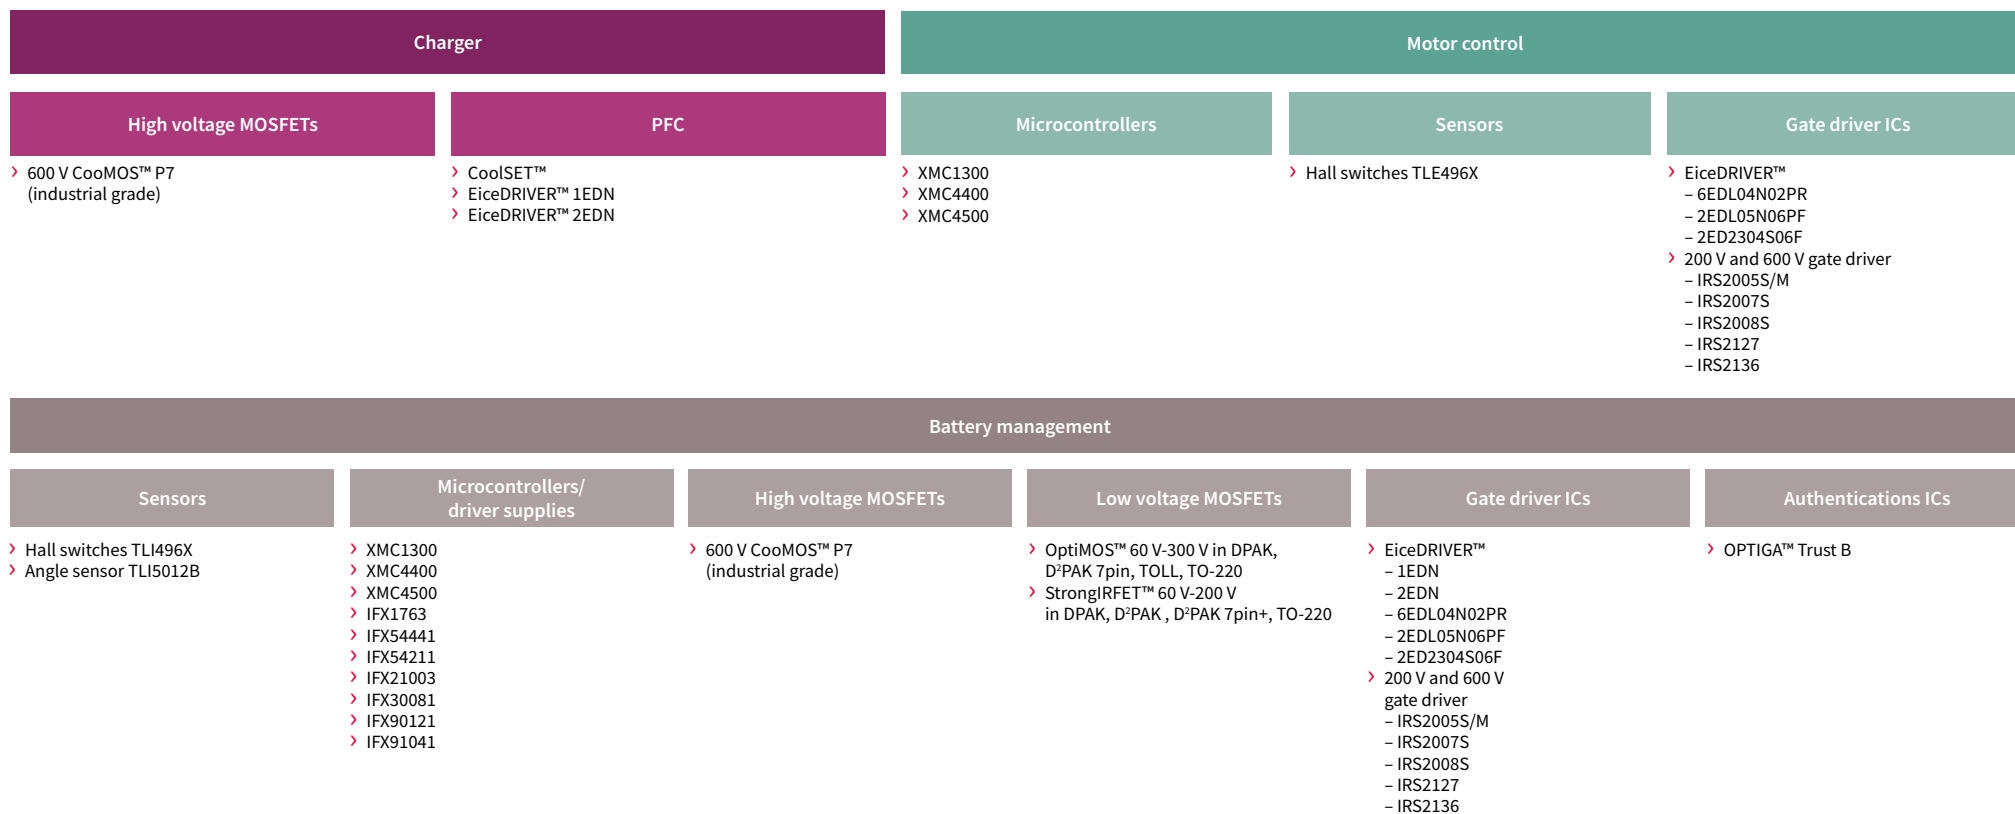 Charger
High voltage MOSFETs
› 600 V CooMOS™ P7
(industrial grade)
PFC
› CoolSET™
› EiceDRIVER™ 1EDN
› EiceDRIVER™ 2EDN
Motor control
Microcontrollers
› XMC1300
› XMC4400
› XMC4500
Sensors
› Hall switches TLE496X
Gate driver ICs
› EiceDRIVER™
– 6EDL04N02PR
– 2EDL05N06PF
– 2ED2304S06F
› 200 V and 600 V gate driver
– IRS2005S/M
– IRS2007S
– IRS2008S
– IRS2127
– IRS2136
Battery management
Sensors
› Hall switches TLI496X
› Angle sensor TLI5012B
Microcontrollers/
driver supplies
› XMC1300
› XMC4400
› XMC4500
› IFX1763
› IFX54441
› IFX54211
› IFX21003
› IFX30081
› IFX90121
› IFX91041
High voltage MOSFETs
› 600 V CooMOS™ P7
(industrial grade)
Low voltage MOSFETs
› OptiMOS™ 60 V-300 V in DPAK,
D²PAK 7pin, TOLL, TO-220
› StrongIRFET™ 60 V-200 V
in DPAK, D²PAK , D²PAK 7pin+, TO-220
Gate driver ICs
› EiceDRIVER™
– 1EDN
– 2EDN
– 6EDL04N02PR
– 2EDL05N06PF
– 2ED2304S06F
› 200 V and 600 V
gate driver
– IRS2005S/M
– IRS2007S
– IRS2008S
– IRS2127
– IRS2136
Authentications ICs
› OPTIGA™ Trust B